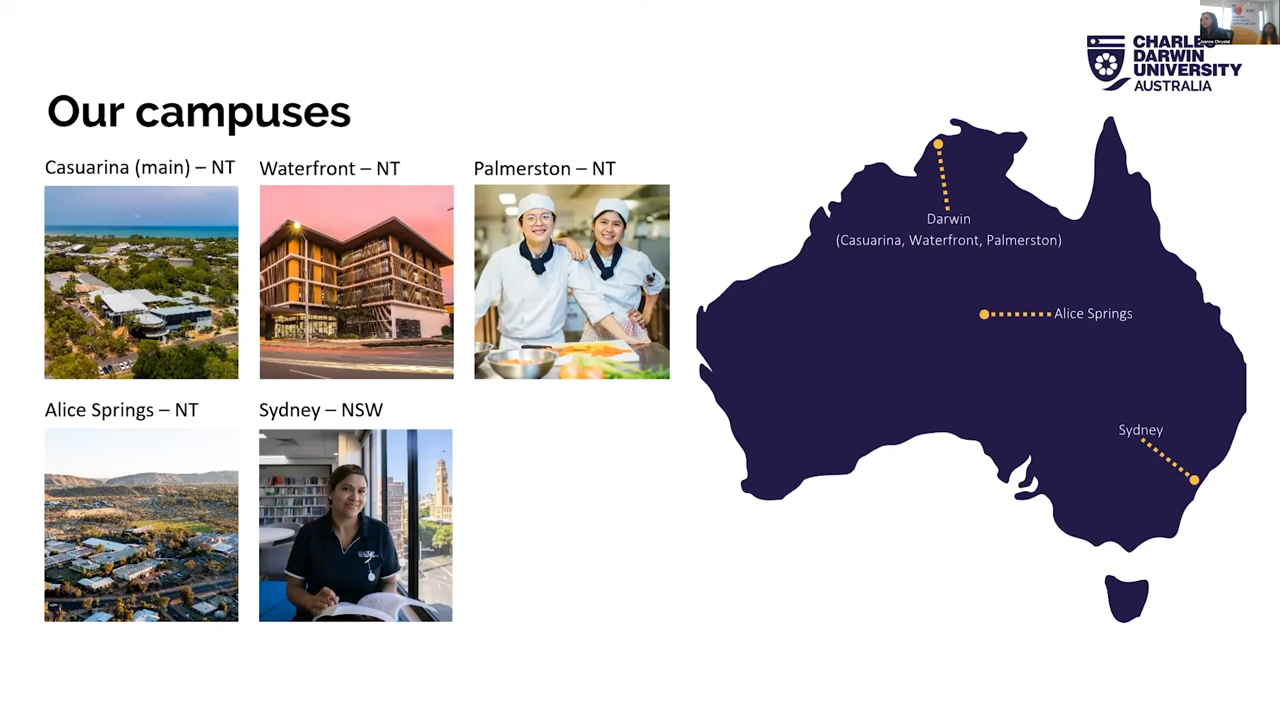 CHARLES
DARWIN
UNIVERSITY
AUSTRALIA
Our campuses
Casuarina (main) – NT
Waterfront – NT
Palmerston – NT
Alice Springs – NT
Sydney – NSW
Darwin
(Casuarina, Waterfront, Palmerston)
Alice Springs
Sydney